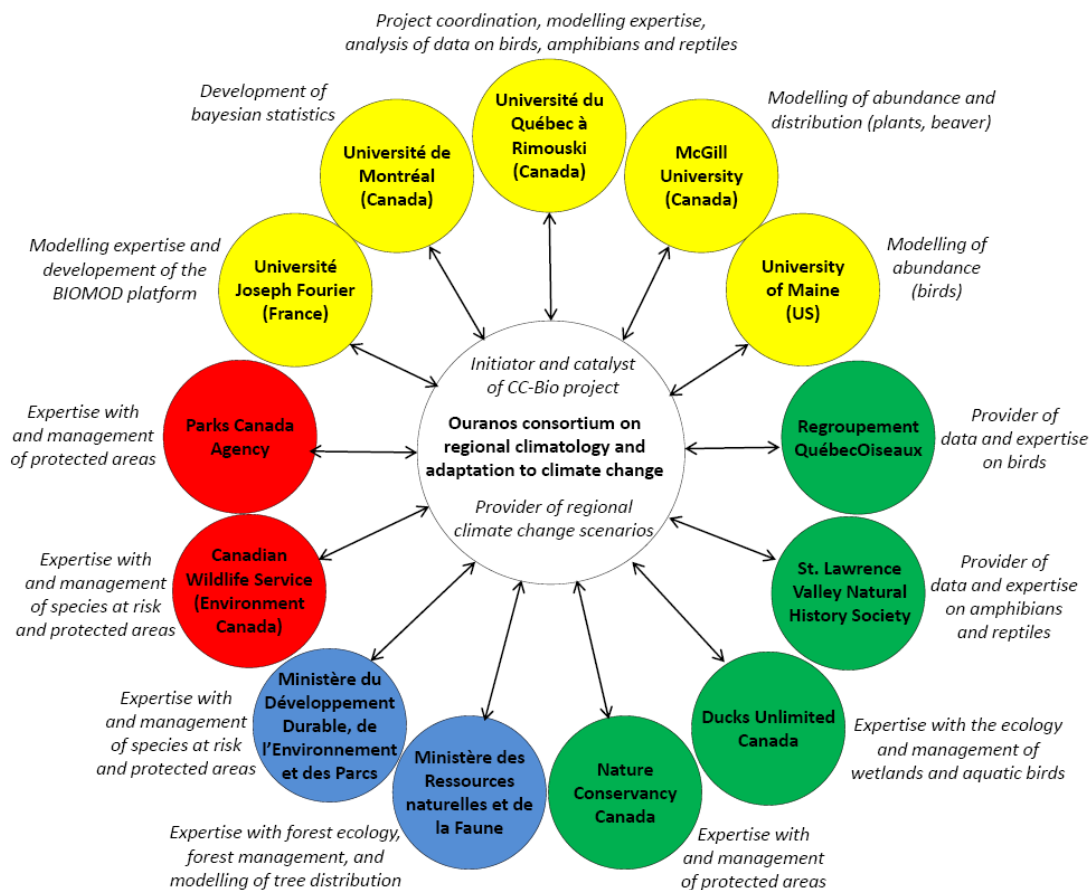 Project coordination, modelling expertise,
analysis of data on birds, amphibians and reptiles
Université du
Québec à
Rimouski
(Canada)
Development of
bayesian statistics
Université de
Montréal
(Canada)
Modelling of abundance and
distribution (plants, beaver)
McGill
University
(Canada)
Modelling expertise and
developement of the
BIOMOD platform
Université
Joseph Fourier
(France)
Modelling of
abundance
(birds)
University
of Maine
(US)
Initiator and catalyst
of CC-Bio project
Ouranos consortium on
regional climatology and
adaptation to climate change
Provider of regional
climate change scenarios
Expertise with
and management
of protected areas
Parks Canada
Agency
Regroupement
QuébecOiseaux
Provider of
data and expertise
on birds
Expertise with
and management
of species at risk
and protected areas
Canadian
Wildlife Service
(Environment
Canada)
St. Lawrence
Valley Natural
History Society
Provider of
data and expertise
on amphibians
and reptiles
Expertise with
and management
of species at risk
and protected areas
Ministère du
Développement
Durable, de
l'Environnement
et des Parcs
Ducks Unlimited
Canada
Expertise with the ecology
and management of
wetlands and aquatic birds
Ministère des
Ressources
naturelles et de
la Faune
Expertise with forest ecology,
forest management, and
modelling of tree distribution
Nature
Conservancy
Canada
Expertise with
and management
of protected areas